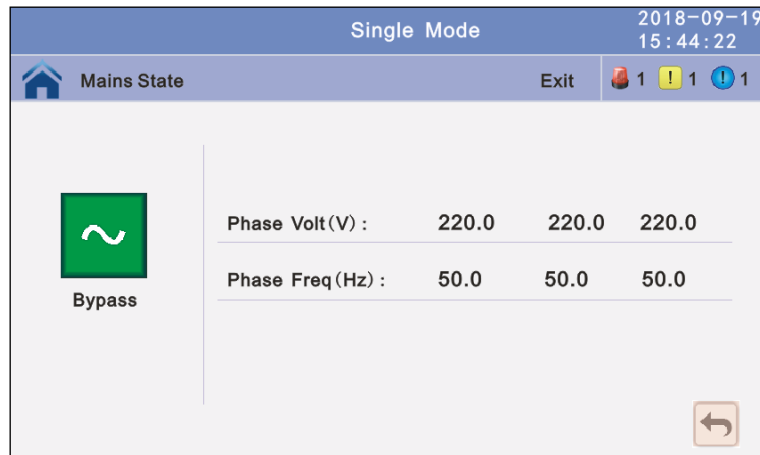 Single Mode
2018-09-19
15:44:22
Mains State
Exit
1
! 1
! 1
Phase Volt(V): 220.0 220.0 220.0
Phase Freq(Hz): 50.0 50.0 50.0
Bypass